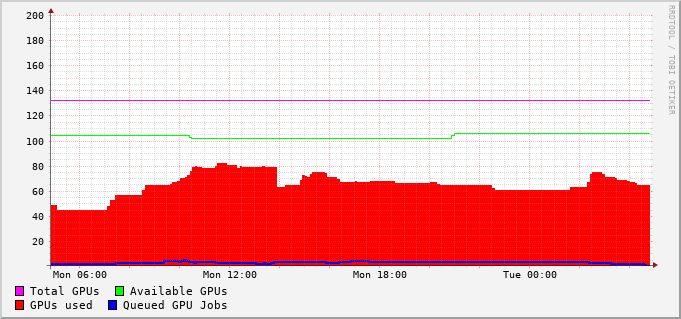 200
180
160
140
120
100
80
60
40
20
Mon 06:00 Mon 12:00 Mon 18:00 Tue 00:00
Total GPUs Available GPUs
GPUs used Queued GPU Jobs
RRDTOOL / TOBI OETIKER